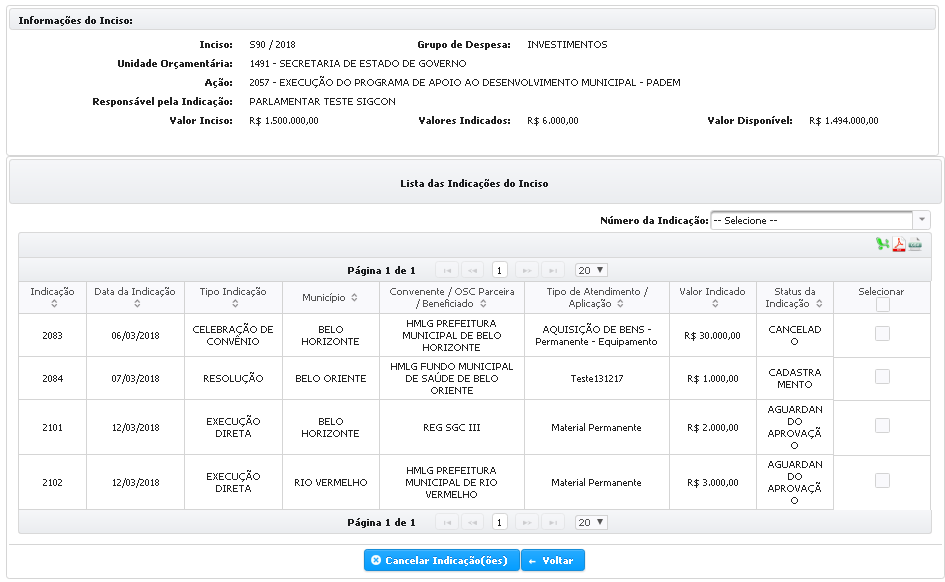 Informações do Inciso:
Inciso: S90 / 2018 Grupo de Despesa: INVESTIMENTOS
Unidade Orçamentária: 1491 - SECRETARIA DE ESTADO DE GOVERNO
Ação: 2057 - EXECUÇÃO DO PROGRAMA DE APOIO AO DESENVOLVIMENTO MUNICIPAL - PADEM
Responsável pela Indicação: PARLAMENTAR TESTE SIGCON
Valor Inciso: R$ 1.500.000,00 Valores Indicados: R$ 6.000,00 Valor Disponível: R$ 1.494.000,00
Lista das Indicações do Inciso
Número da Indicação: -- Selecione --
Página 1 de 1 1 20
Indicação
Data da Indicação
Tipo Indicação
Município
Convenente / OSC Parceira
/ Beneficiado
Tipo de Atendimento /
Aplicação
Valor Indicado
Status da
Indicação
Selecionar
2083
06/03/2018
CELEBRAÇÃO DE
CONVÊNIO
BELO
HORIZONTE
HMLG PREFEITURA
MUNICIPAL DE BELO
HORIZONTE
AQUISIÇÃO DE BENS -
Permanente - Equipamento
R$ 30.000,00
CANCELAD
O
2084
07/03/2018
RESOLUÇÃO
BELO ORIENTE
HMLG FUNDO MUNICIPAL
DE SAÚDE DE BELO
ORIENTE
Teste131217
R$ 1.000,00
CADASTRA
MENTO
2101
12/03/2018
EXECUÇÃO
DIRETA
BELO
HORIZONTE
REG SGC III
Material Permanente
R$ 2.000,00
AGUARDAN
DO
APROVAÇÃ
O
2102
12/03/2018
EXECUÇÃO
DIRETA
RIO VERMELHO
HMLG PREFEITURA
MUNICIPAL DE RIO
VERMELHO
Material Permanente
R$ 3.000,00
AGUARDAN
DO
APROVAÇÃ
O
Página 1 de 1 1 20
Cancelar Indicação(ões) Voltar